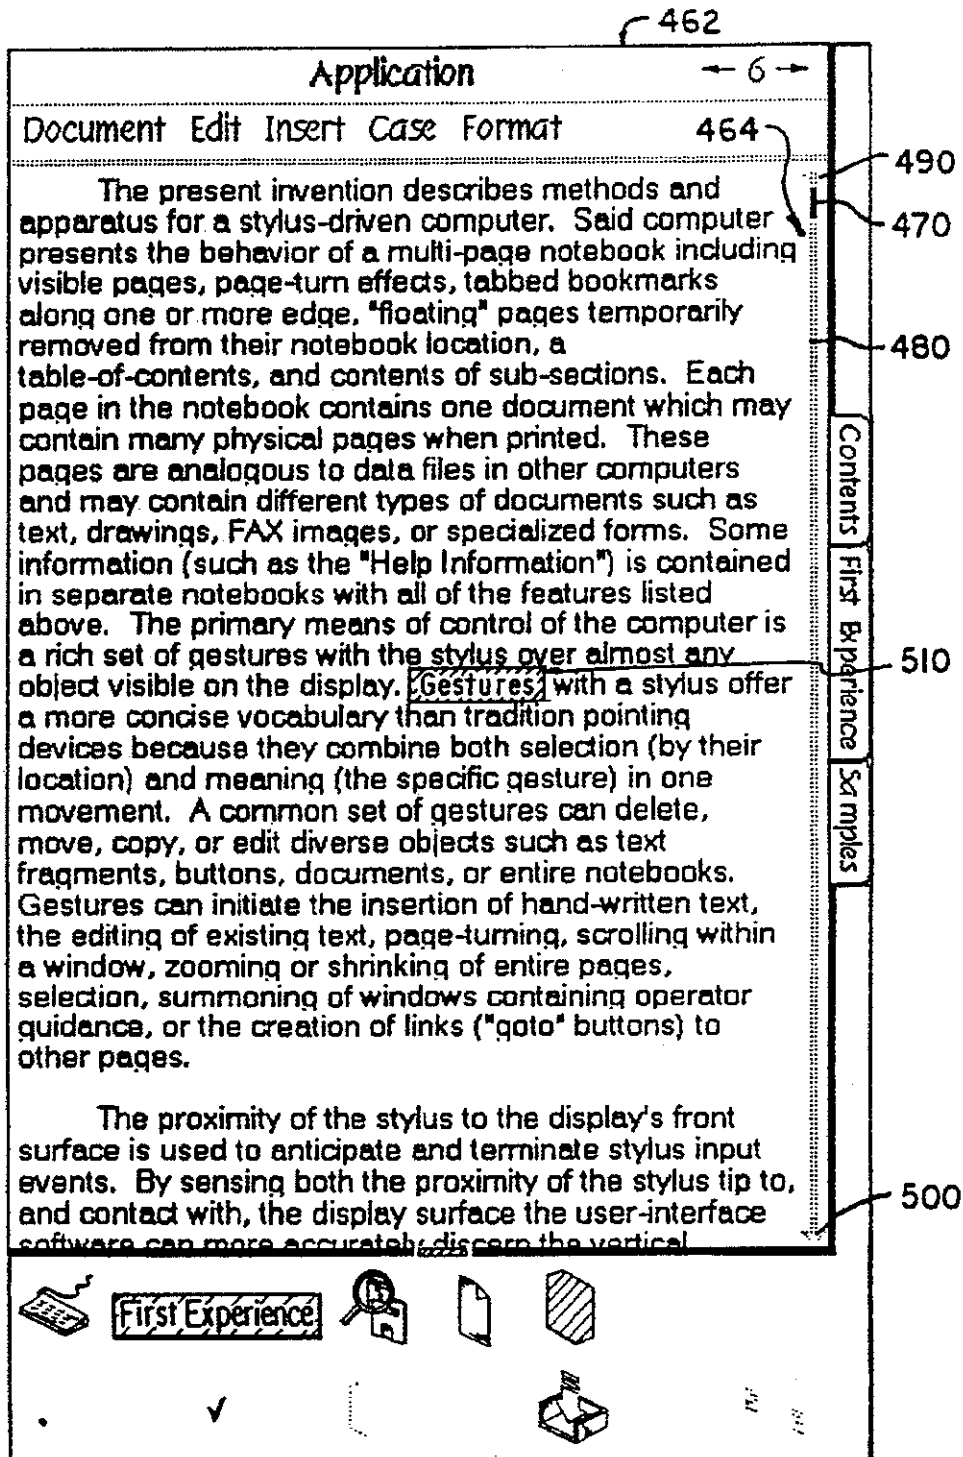 462
Application ← 6 →
Document Edit Insert Case Format 464
490
470
480
The present invention describes methods and
apparatus for a stylus-driven computer. Said computer
presents the behavior of a multi-page notebook including
visible pages, page-turn effects, tabbed bookmarks
along one or more edge, "floating" pages temporarily
removed from their notebook location, a
table-of-contents, and contents of sub-sections. Each
page in the notebook contains one document which may
contain many physical pages when printed. These
pages are analogous to data files in other computers
and may contain different types of documents such as
text, drawings, FAX images, or specialized forms. Some
information (such as the "Help Information") is contained
in separate notebooks with all of the features listed
above. The primary means of control of the computer is
a rich set of gestures with the stylus over almost any
object visible on the display. Gestures with a stylus offer
a more concise vocabulary than tradition pointing
devices because they combine both selection (by their
location) and meaning (the specific gesture) in one
movement. A common set of gestures can delete,
move, copy, or edit diverse objects such as text
fragments, buttons, documents, or entire notebooks.
Gestures can initiate the insertion of hand-written text,
the editing of existing text, page-turning, scrolling within
a window, zooming or shrinking of entire pages,
selection, summoning of windows containing operator
guidance, or the creation of links ("goto" buttons) to
other pages.
The proximity of the stylus to the display's front
surface is used to anticipate and terminate stylus input
events. By sensing both the proximity of the stylus tip to,
and contact with, the display surface the user-interface
software can more accurately discern the vertical
Contents
First Experience
Samples
510
500
First Experience